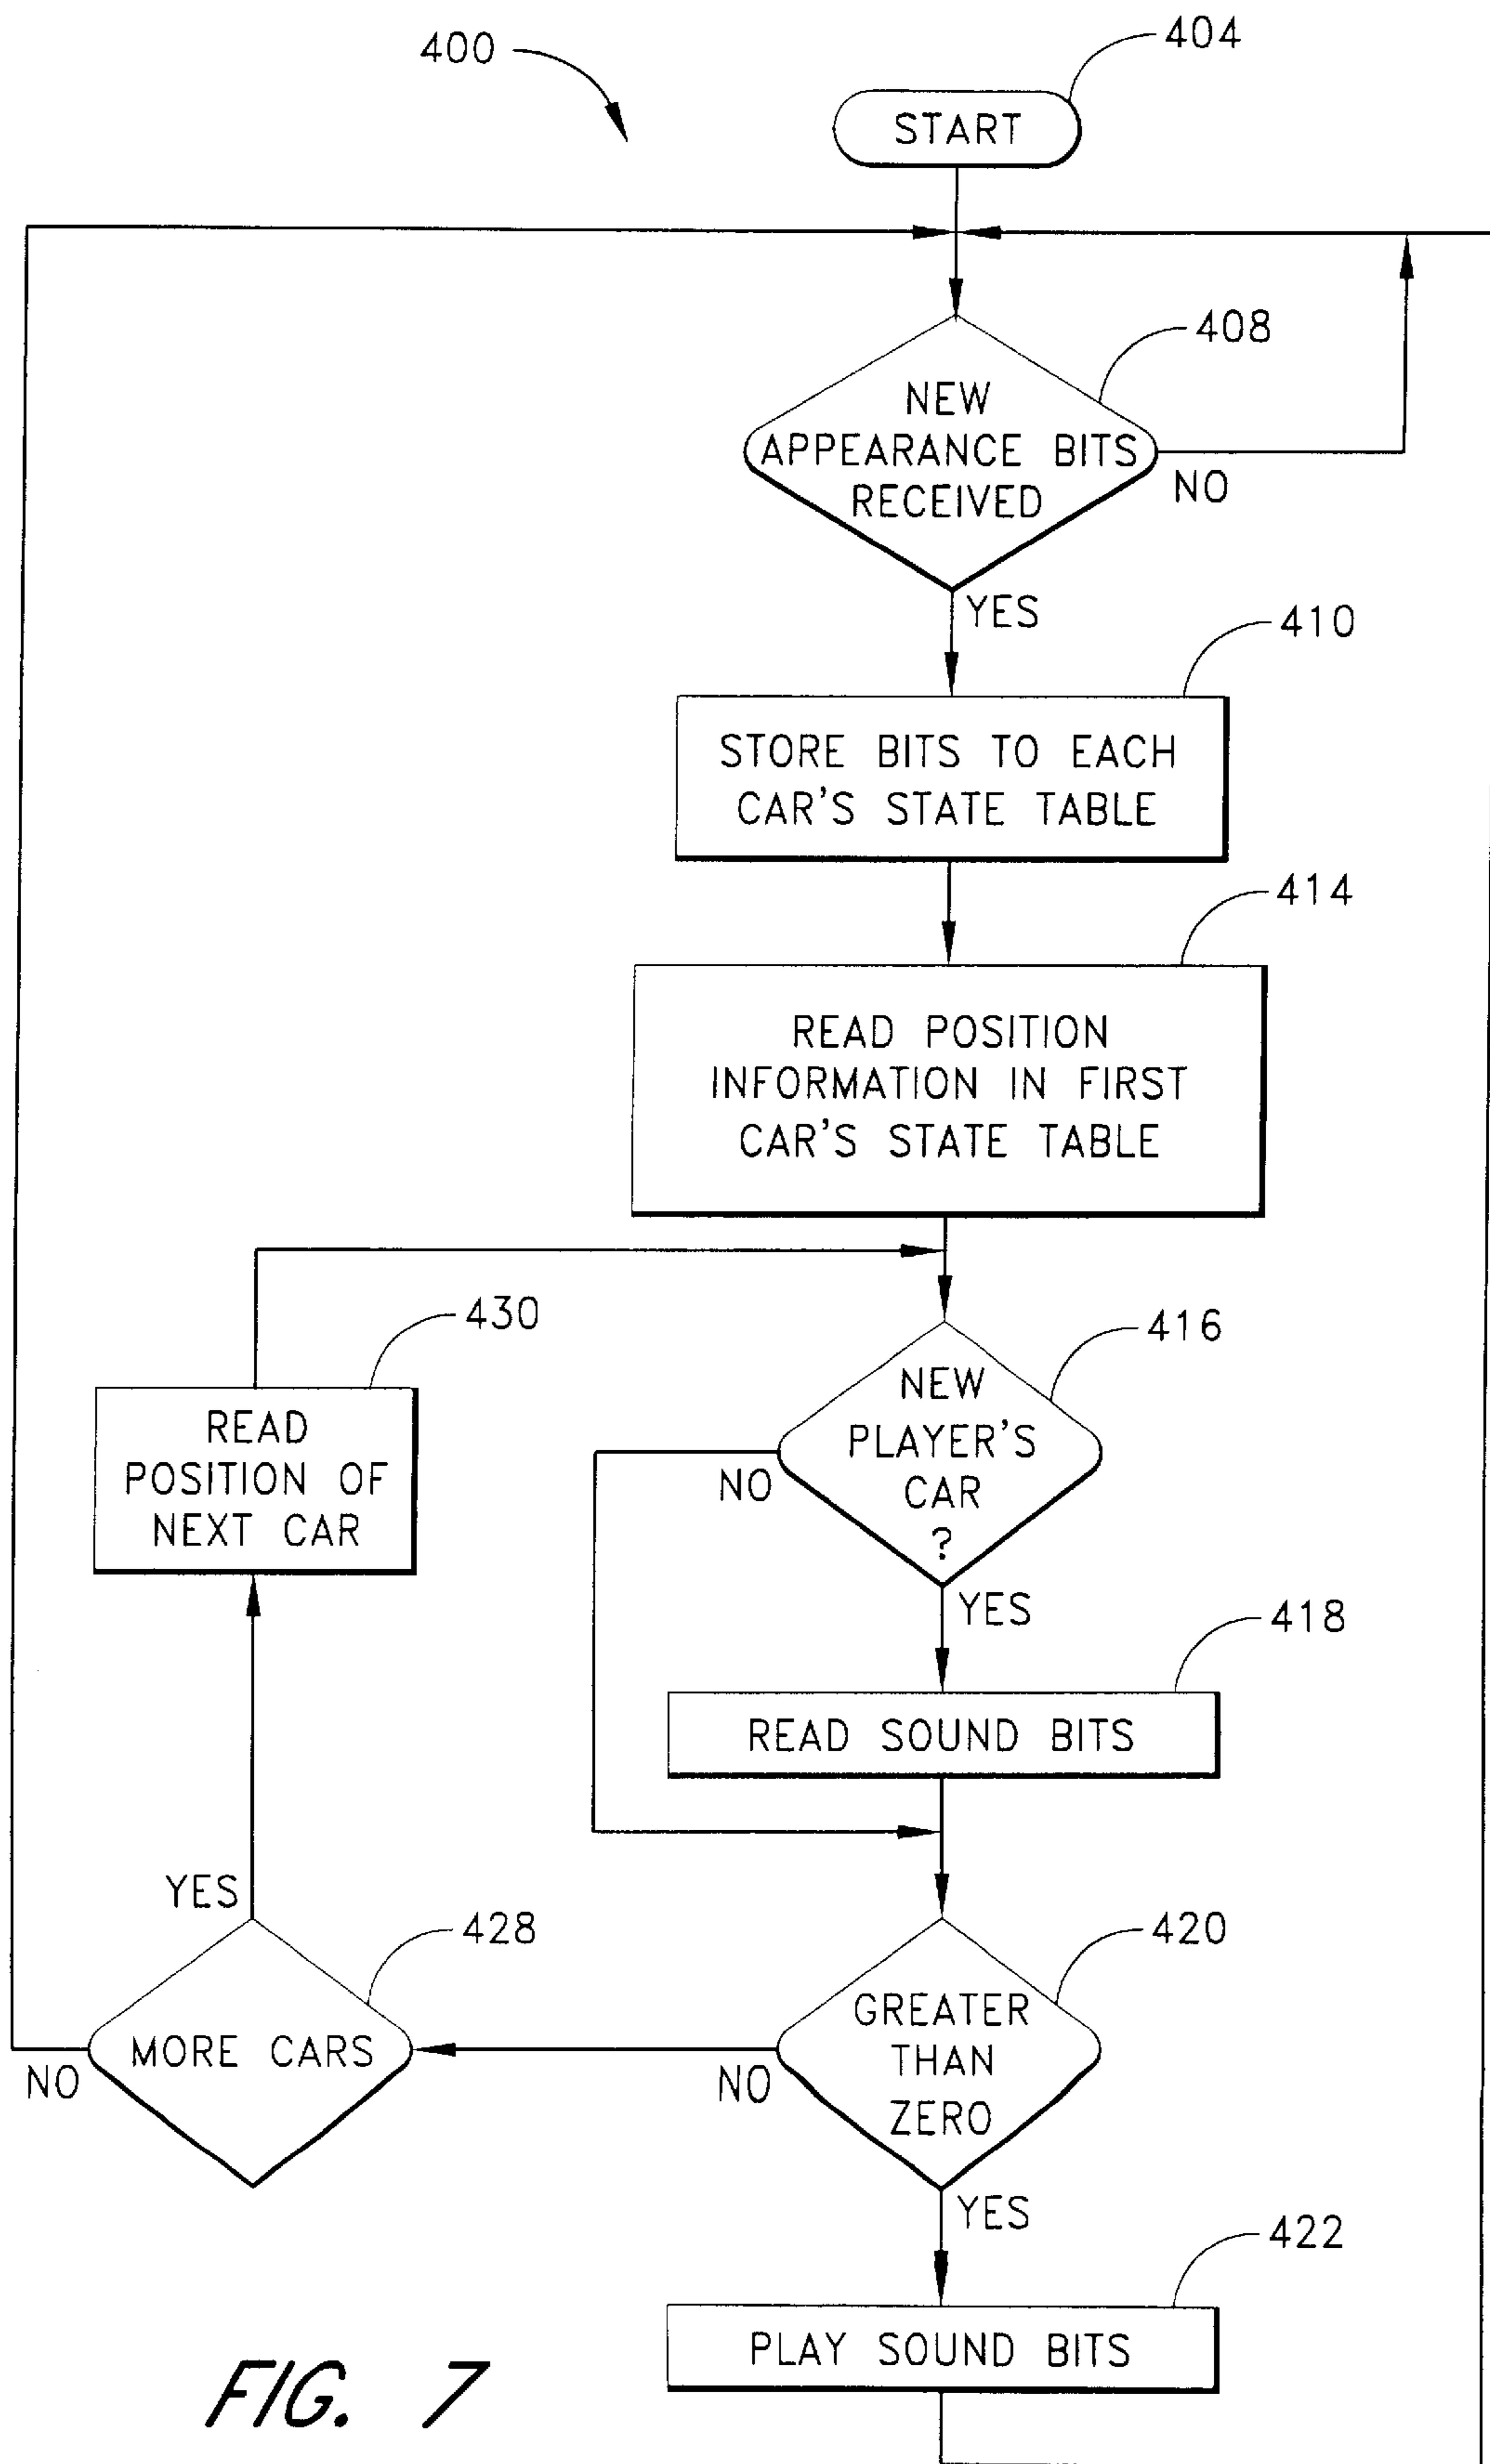 400
404
START
408
NEW
APPEARANCE BITS
RECEIVED
NO
YES
410
STORE BITS TO EACH
CAR'S STATE TABLE
414
READ POSITION
INFORMATION IN FIRST
CAR'S STATE TABLE
430
READ
POSITION OF
NEXT CAR
416
NEW
PLAYER'S
CAR
?
NO
YES
418
READ SOUND BITS
YES
428
MORE CARS
NO
420
GREATER
THAN
ZERO
NO
YES
422
PLAY SOUND BITS
FIG. 7